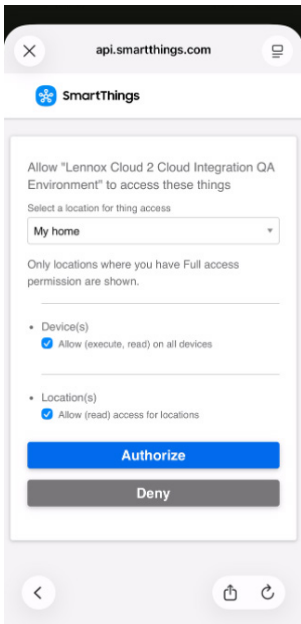 api.smartthings.com
SmartThings
Allow "Lennox Cloud 2 Cloud Integration QA
Environment" to access these things
Select a location for thing access
My home
Only locations where you have Full access
permission are shown.
• Device(s)
Allow (execute, read) on all devices
• Location(s)
Allow (read) access for locations
Authorize
Deny